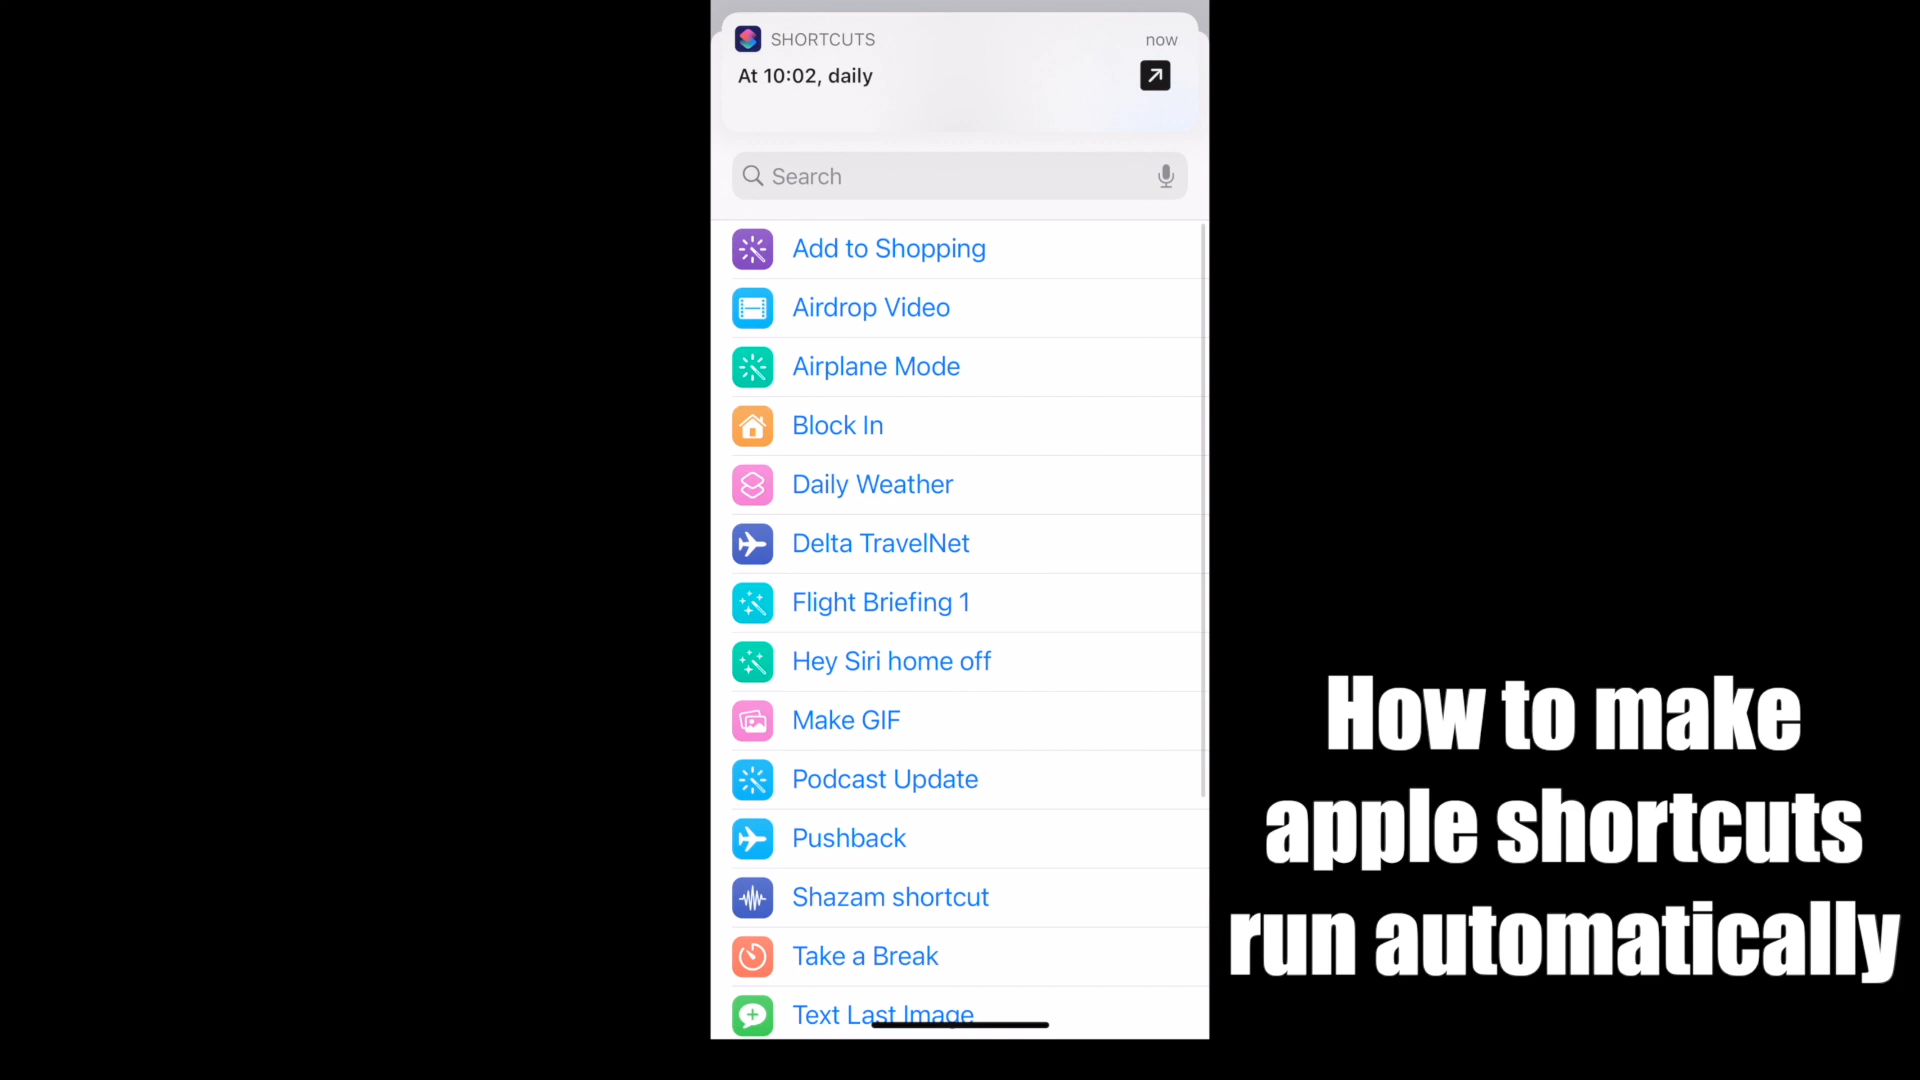 SHORTCUTS
now
At 10:02, daily
Search
Add to Shopping
Airdrop Video
Airplane Mode
Block In
Daily Weather
Delta TravelNet
Flight Briefing 1
Hey Siri home off
Make GIF
Podcast Update
Pushback
Shazam shortcut
Take a Break
Text Last Image
How to make
apple shortcuts
run automatically